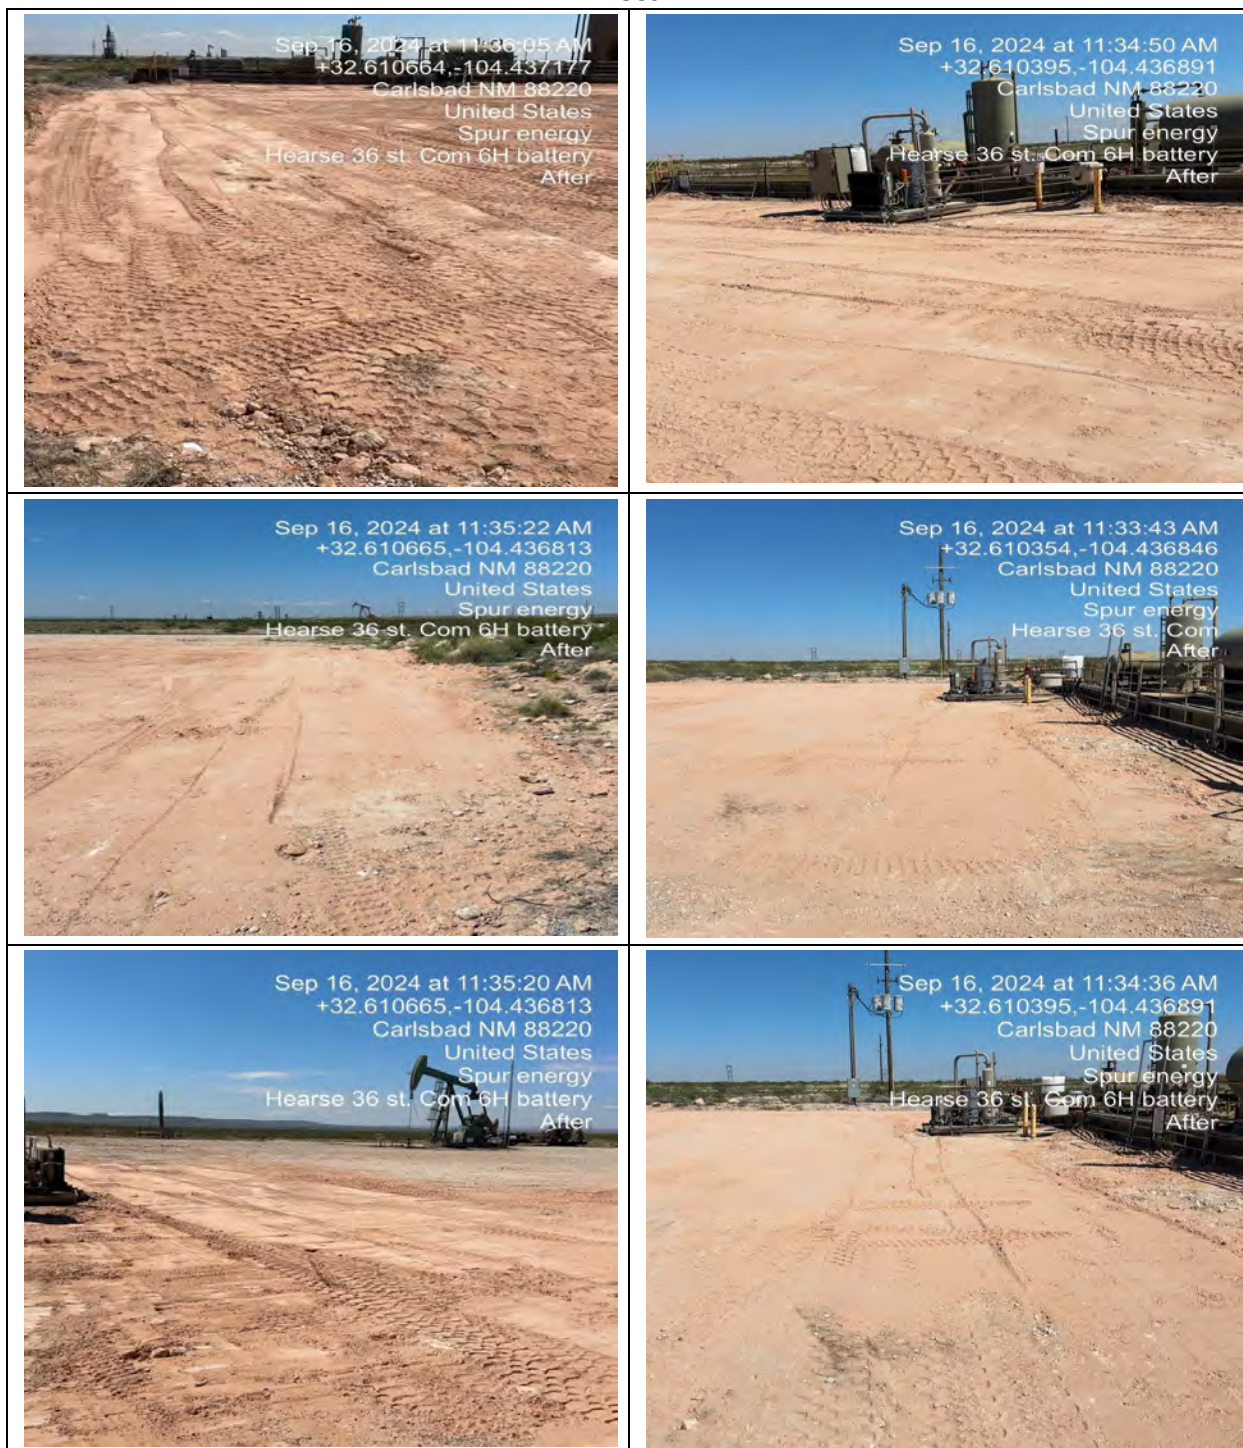 Sep 16, 2024 at 11:36:05 AM
+32.610664,-104.437177
Carlsbad NM 88220
United States
Spur energy
Hearse 36 st. Com 6H battery
After
Sep 16, 2024 at 11:34:50 AM
+32.610395,-104.436891
Carlsbad NM 88220
United States
Spur energy
Hearse 36 st. Com 6H battery
After
Sep 16, 2024 at 11:35:22 AM
+32.610665,-104.436813
Carlsbad NM 88220
United States
Spur energy
Hearse 36 st. Com 6H battery
After
Sep 16, 2024 at 11:33:43 AM
+32.610354,-104.436846
Carlsbad NM 88220
United States
Spur energy
Hearse 36 st. Com
After
Sep 16, 2024 at 11:35:20 AM
+32.610665,-104.436813
Carlsbad NM 88220
United States
Spur energy
Hearse 36 st. Com 6H battery
After
Sep 16, 2024 at 11:34:36 AM
+32.610395,-104.436891
Carlsbad NM 88220
United States
Spur energy
Hearse 36 st. Com 6H battery
After